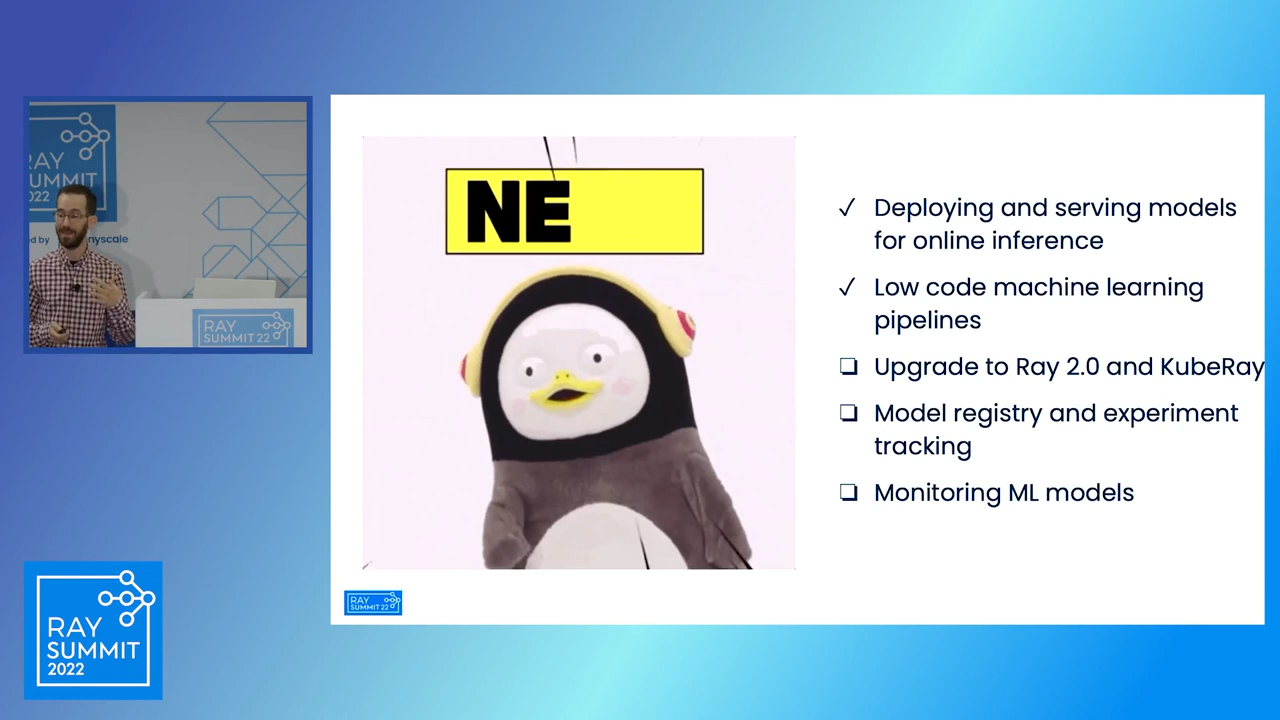 RAY
SUMMIT
2022
nyscale
RAY
SUMMIT 22
NE
✓ Deploying and serving models
for online inference
✓ Low code machine learning
pipelines
❏ Upgrade to Ray 2.0 and KubeRay
❏ Model registry and experiment
tracking
❏ Monitoring ML models
RAY
SUMMIT 22
RAY
SUMMIT
2022